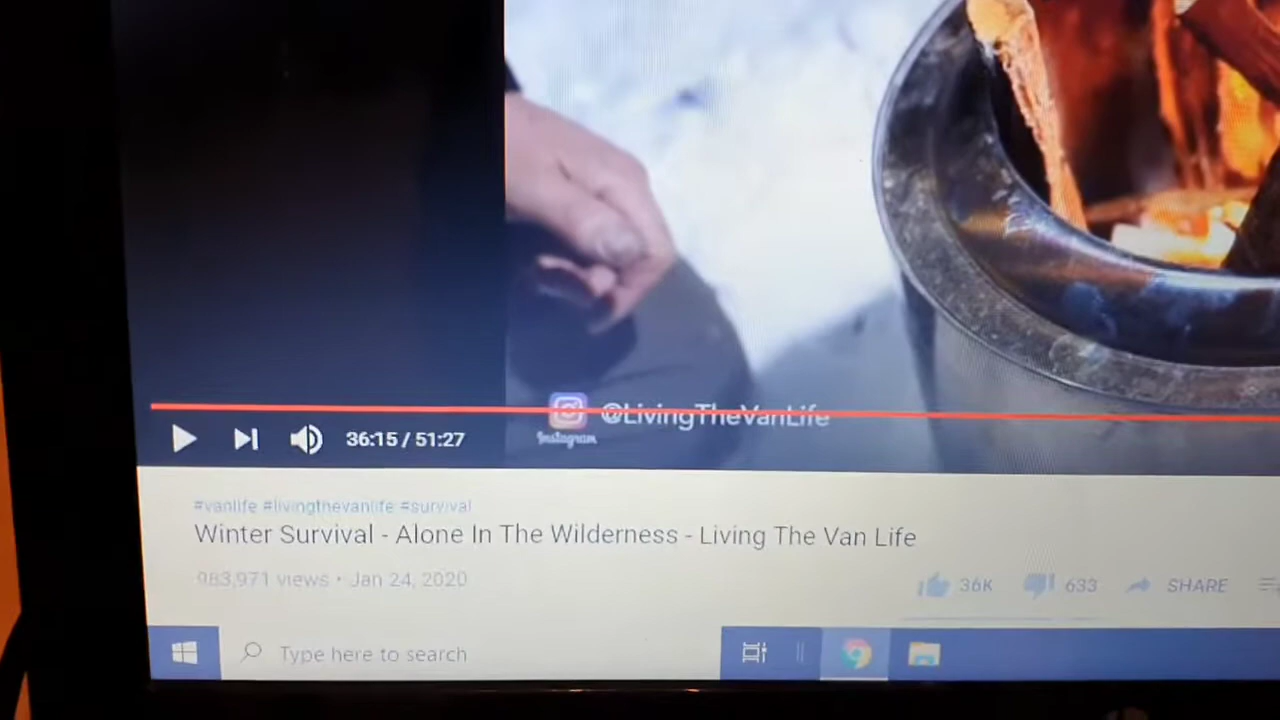 @LivingTheVanLife
Instagram
36:15 / 51:27
#vanlife #livingthevanlife #survival
Winter Survival - Alone In The Wilderness - Living The Van Life
983,971 views • Jan 24, 2020
36K 633 SHARE
Type here to search